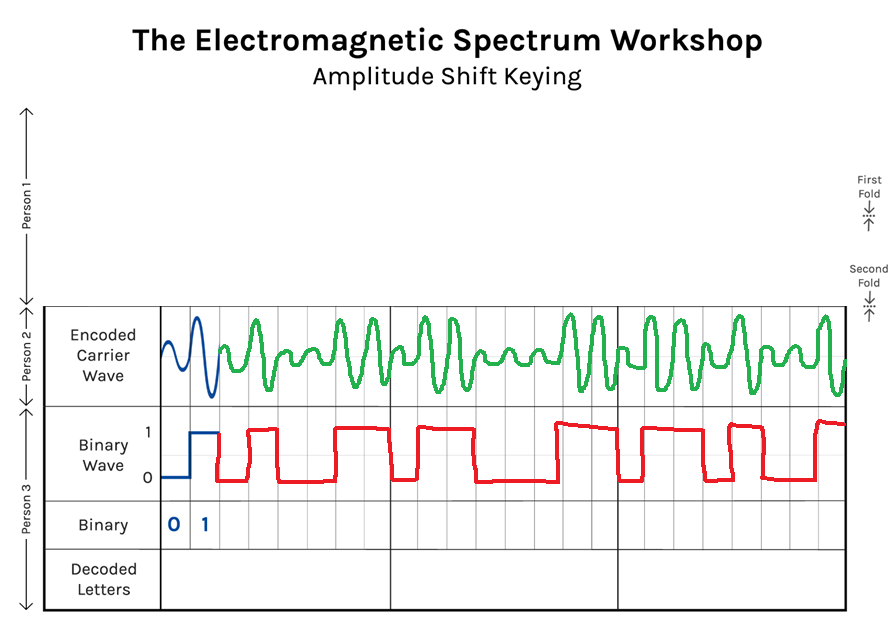 The Electromagnetic Spectrum Workshop
Amplitude Shift Keying
Person 1
First
Fold
Second
Fold
Person 2
Encoded
Carrier
Wave
Person 3
Binary
Wave
1
0
Binary
0 1
Decoded
Letters